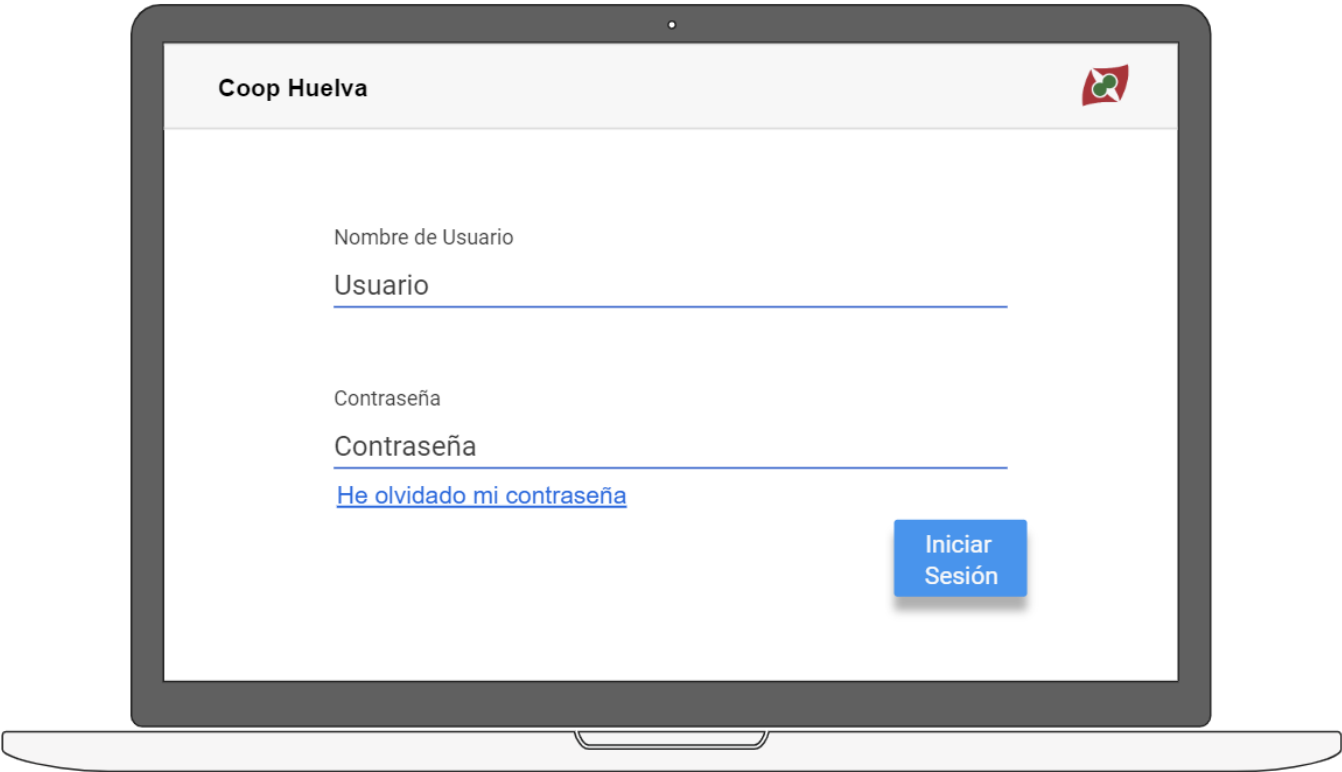 Coop Huelva
Nombre de Usuario
Usuario
Contraseña
Contraseña
He olvidado mi contraseña
Iniciar
Sesión